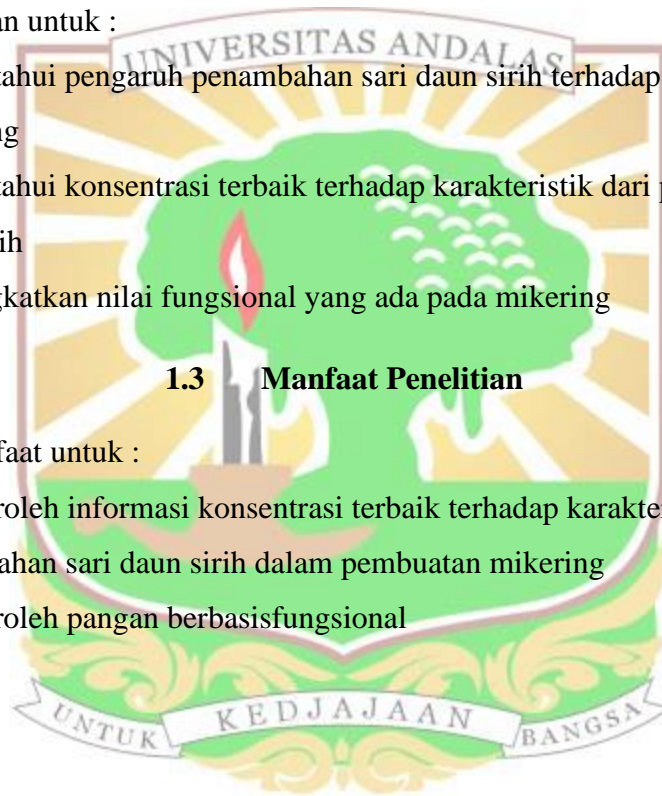 an untuk :
UNIVERSITAS ANDALAS
tahui pengaruh penambahan sari daun sirih terhadap
ng
tahui konsentrasi terbaik terhadap karakteristik dari p
ih
gkatkan nilai fungsional yang ada pada mikering
1.3 Manfaat Penelitian
faat untuk :
roleh informasi konsentrasi terbaik terhadap karakte
ahan sari daun sirih dalam pembuatan mikering
roleh pangan berbasisfungsional
UNTUK KEDJAJAAN BANGSA